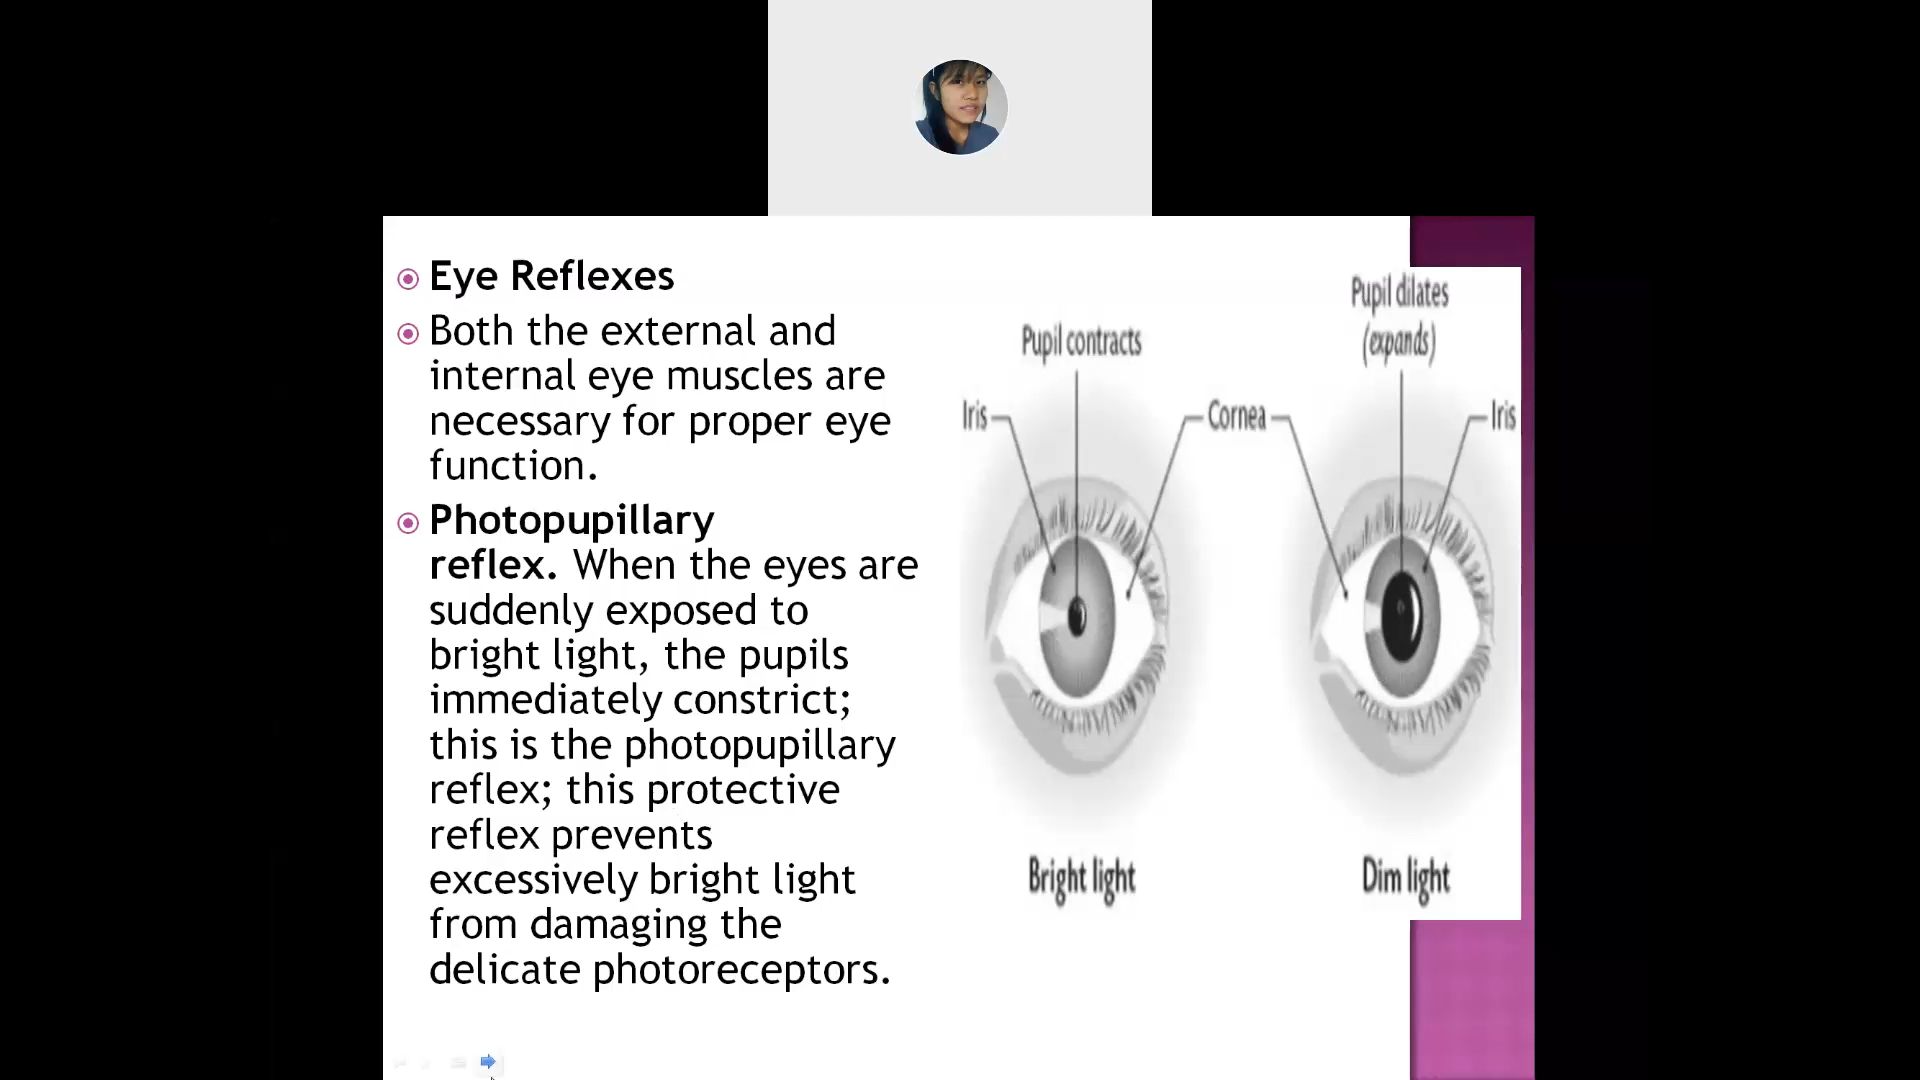 Eye Reflexes
Both the external and
internal eye muscles are
necessary for proper eye
function.
Photopupillary
reflex. When the eyes are
suddenly exposed to
bright light, the pupils
immediately constrict;
this is the photopupillary
reflex; this protective
reflex prevents
excessively bright light
from damaging the
delicate photoreceptors.
Pupil dilates
(expands)
Pupil contracts
Iris
Cornea
Iris
Bright light
Dim light